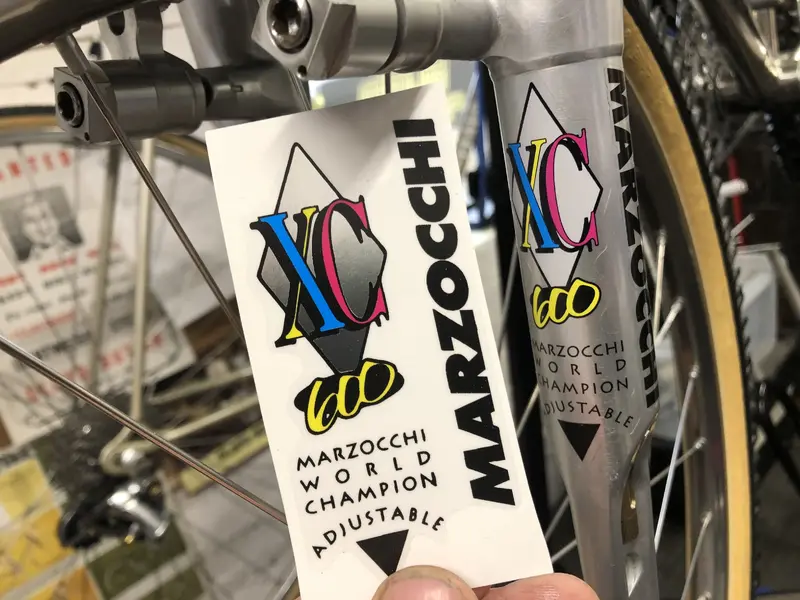 XC
600
MARZOCCHI
WORLD
CHAMPION
ADJUSTABLE
MARZOCCHI
XC
600
MARZOCCHI
WORLD
CHAMPION
ADJUSTABLE
MARZOCCHI